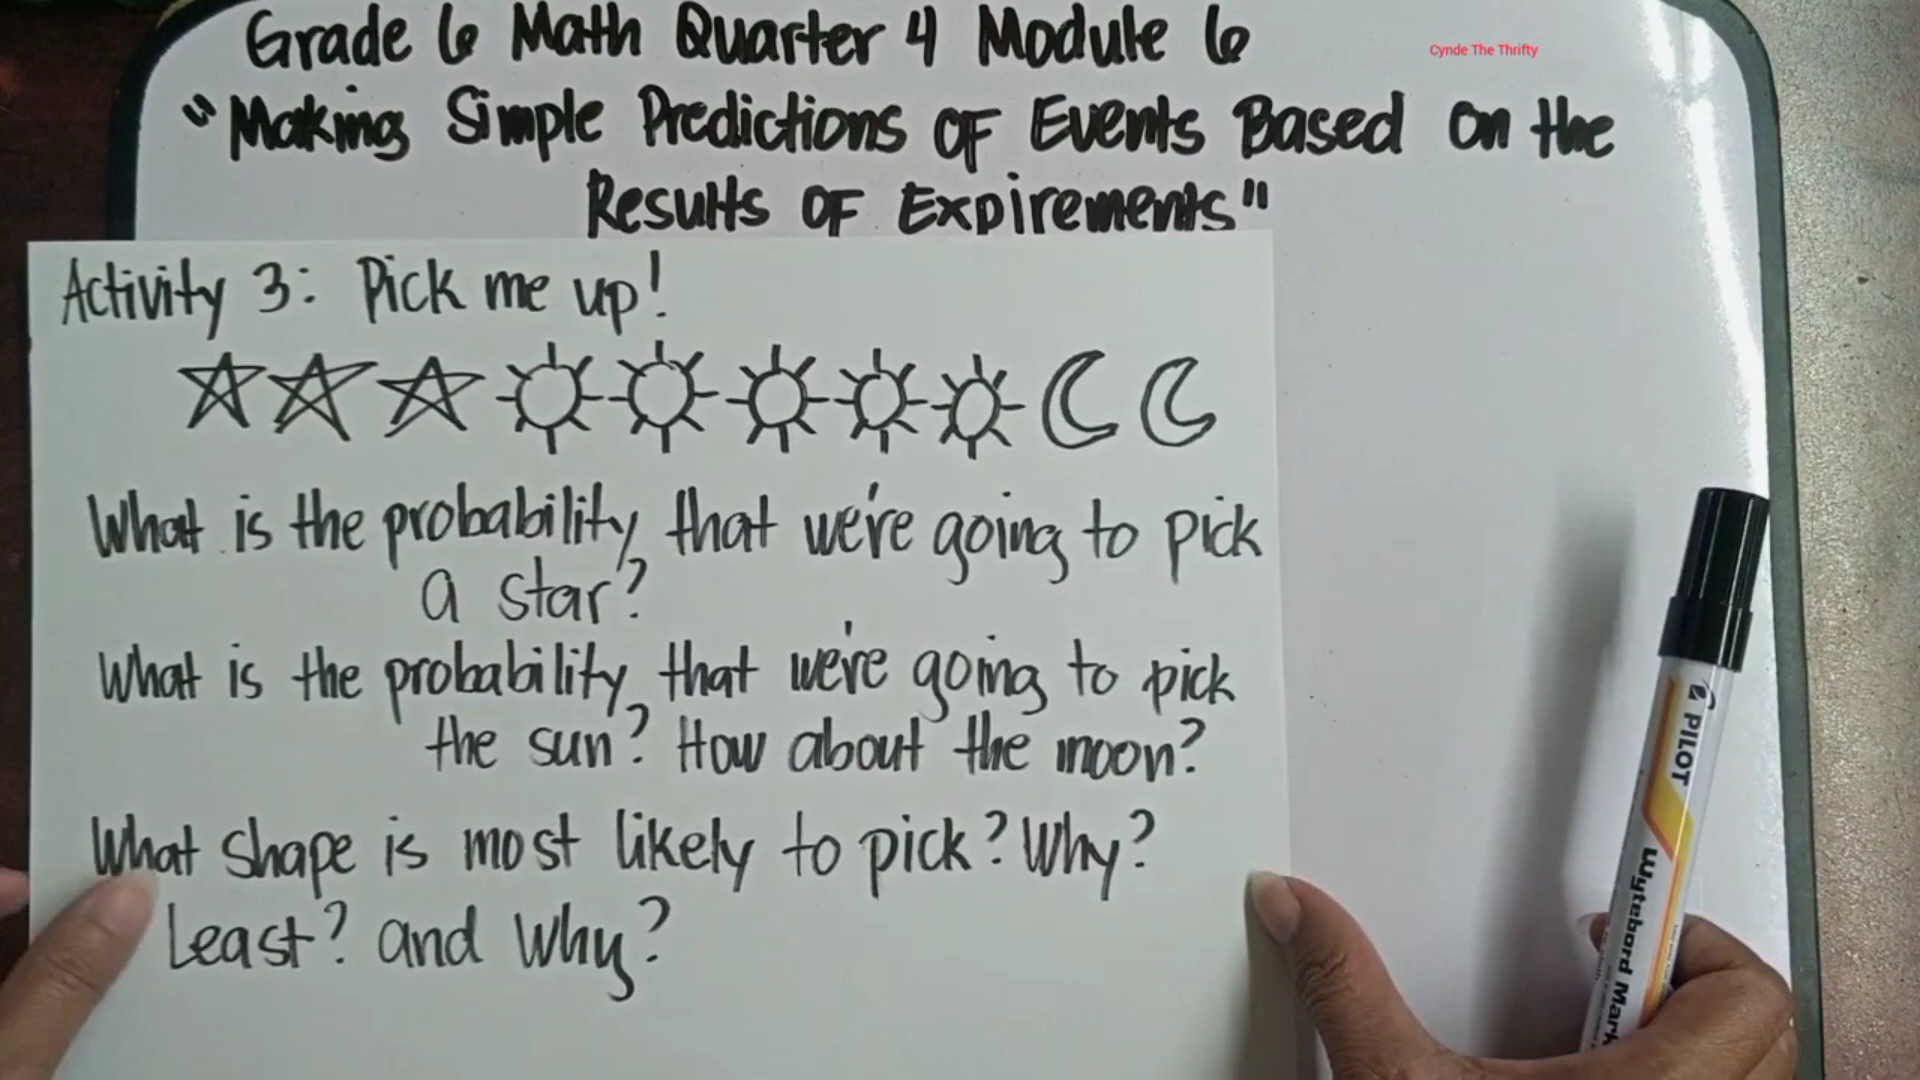 Grade 6 Math Quarter 4 Module 6
Cynde The Thrifty
"Making Simple Predictions OF Events Based on the
Results OF Expirements"
Activity 3: Pick me up!
What is the probability, that we're going to pick
a star?
What is the probability, that we're going to pick
the sun? How about the moon?
What shape is most likely to pick? Why?
Least? and Why?
PILOT
Wytebord Mark